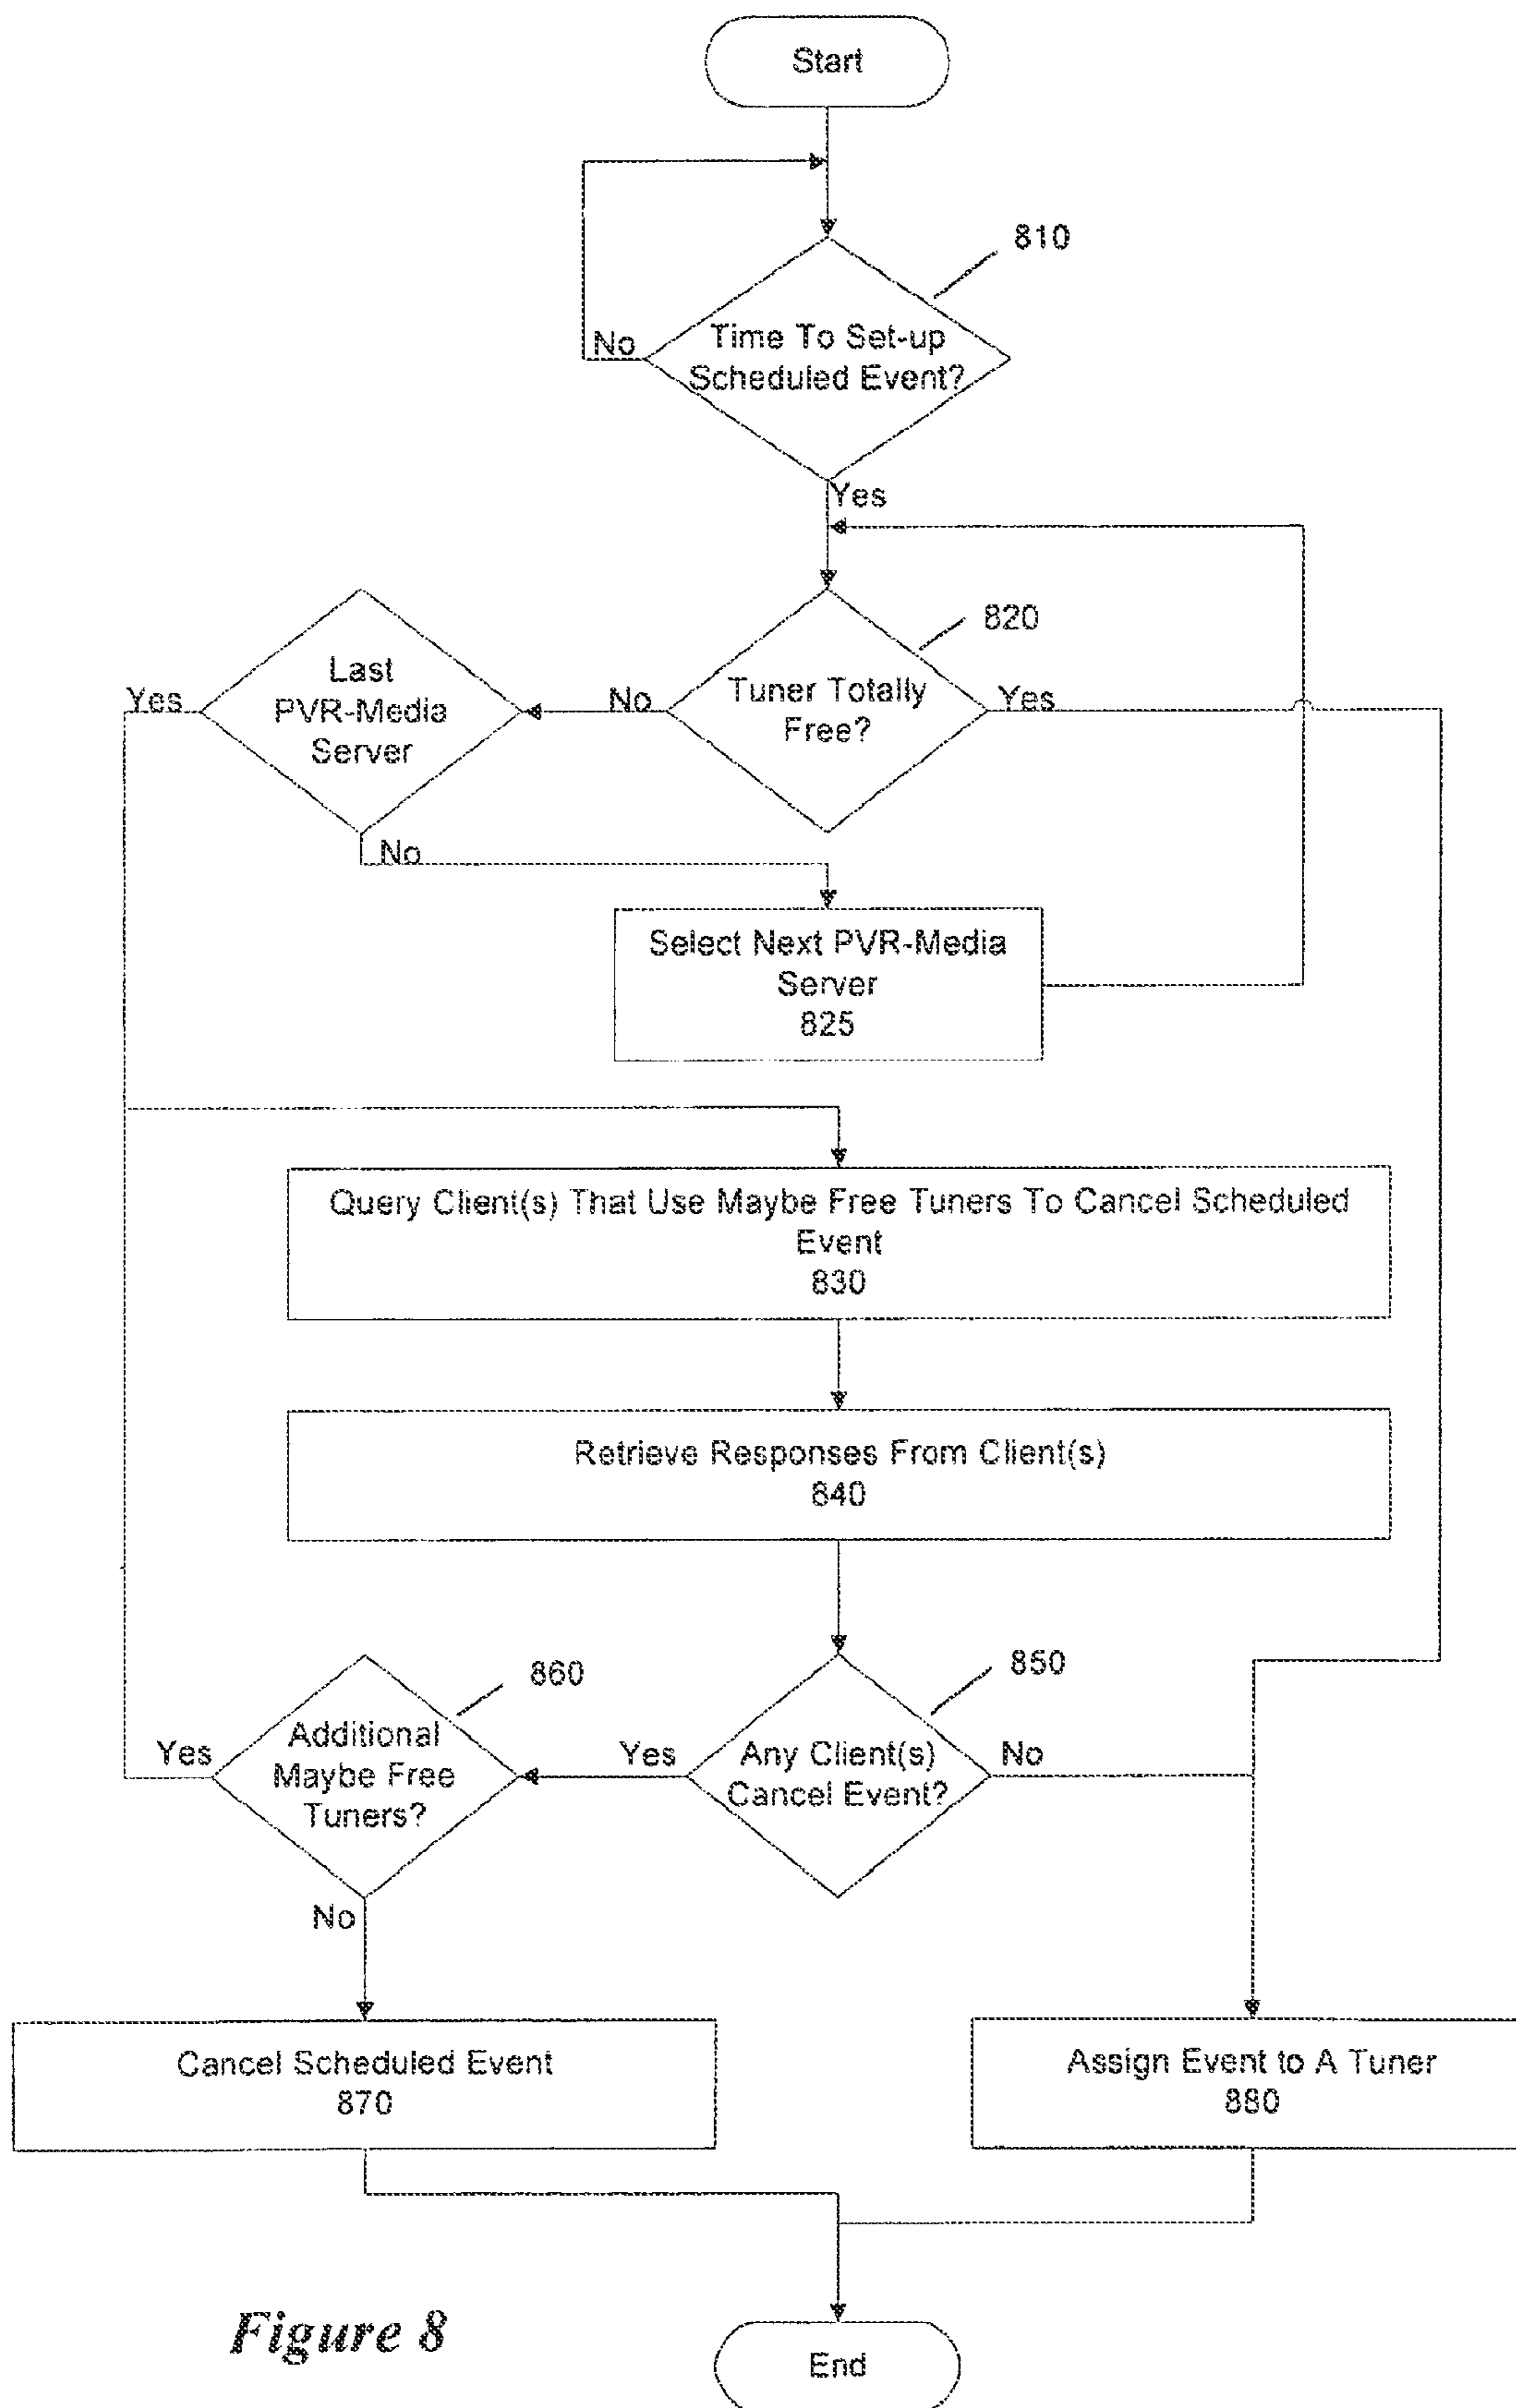 Start
810
Time To Set-up
Scheduled Event?
No
Yes
820
Tuner Totally
Free?
Yes
No
Last
PVR-Media
Server
Yes
No
Select Next PVR-Media
Server
825
Query Client(s) That Use Maybe Free Tuners To Cancel Scheduled
Event
830
Retrieve Responses From Client(s)
840
850
Any Client(s)
Cancel Event?
No
Yes
860
Additional
Maybe Free
Tuners?
Yes
No
Cancel Scheduled Event
870
Assign Event to A Tuner
880
Figure 8
End